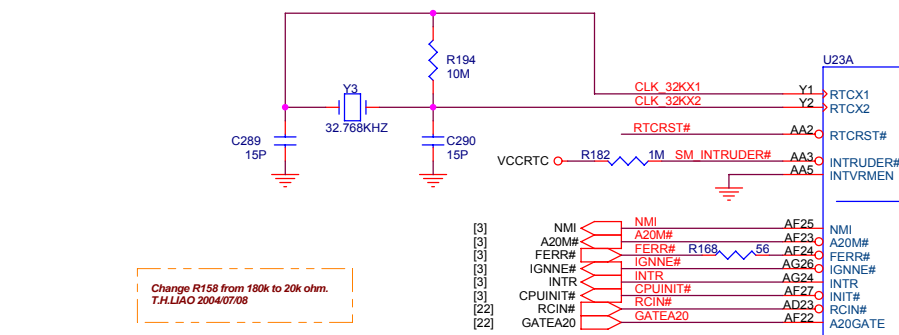 U23A
R194
10M
Y3
32.768KHZ
CLK_32KX1 Y1 RTCX1
CLK_32KX2 Y2 RTCX2
C289
15P
C290
15P
RTCRST# AA2 RTCRST#
VCCRTC R182 1M SM_INTRUDER# AA3 INTRUDER#
AA5 INTVRMEN
[3] NMI NMI AF25 NMI
[3] A20M# A20M# AF23 A20M#
[3] FERR# FERR# R168 56 AF24 FERR#
[3] IGNNE# IGNNE# AG26 IGNNE#
[3] INTR INTR AG24 INTR
[3] CPUINIT# CPUINIT# AF27 INIT#
[22] RCIN# RCIN# AD23 RCIN#
[22] GATEA20 GATEA20 AF22 A20GATE
Change R158 from 180k to 20k ohm.
T.H.LIAO 2004/07/08